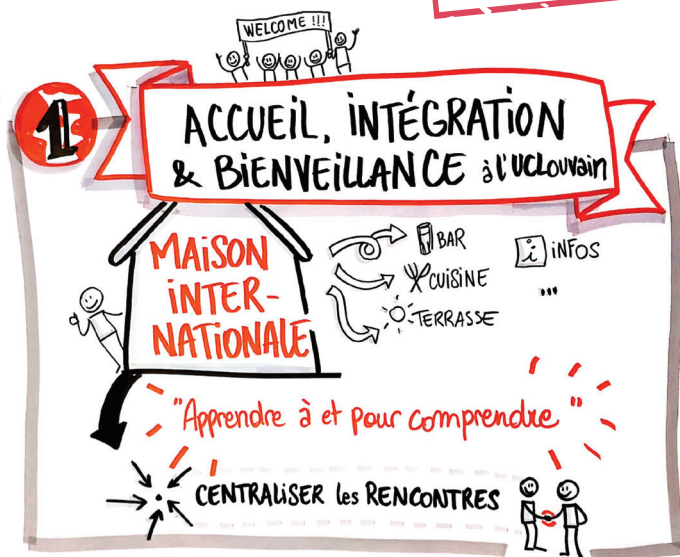 WELCOME !!!
1
ACCUEIL, INTÉGRATION
& BIENVEILLANCE à l'UCLouvain
MAISON
INTER-
NATIONALE
BAR
CUISINE
TERRASSE
i INFOS
...
"Apprendre à et pour comprendre"
CENTRALISER les RENCONTRES